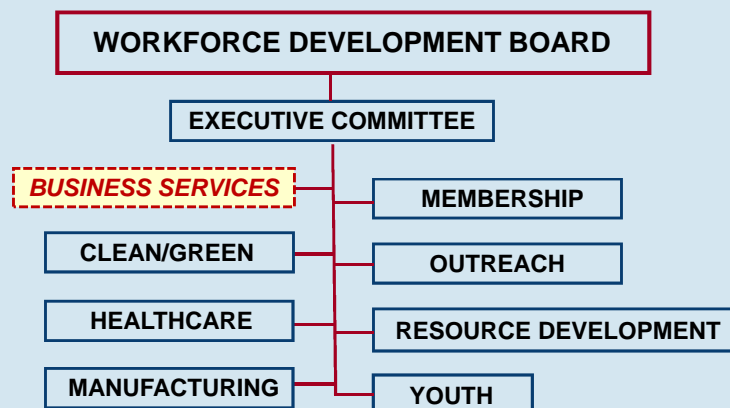 WORKFORCE DEVELOPMENT BOARD
EXECUTIVE COMMITTEE
BUSINESS SERVICES
MEMBERSHIP
CLEAN/GREEN
OUTREACH
HEALTHCARE
RESOURCE DEVELOPMENT
MANUFACTURING
YOUTH